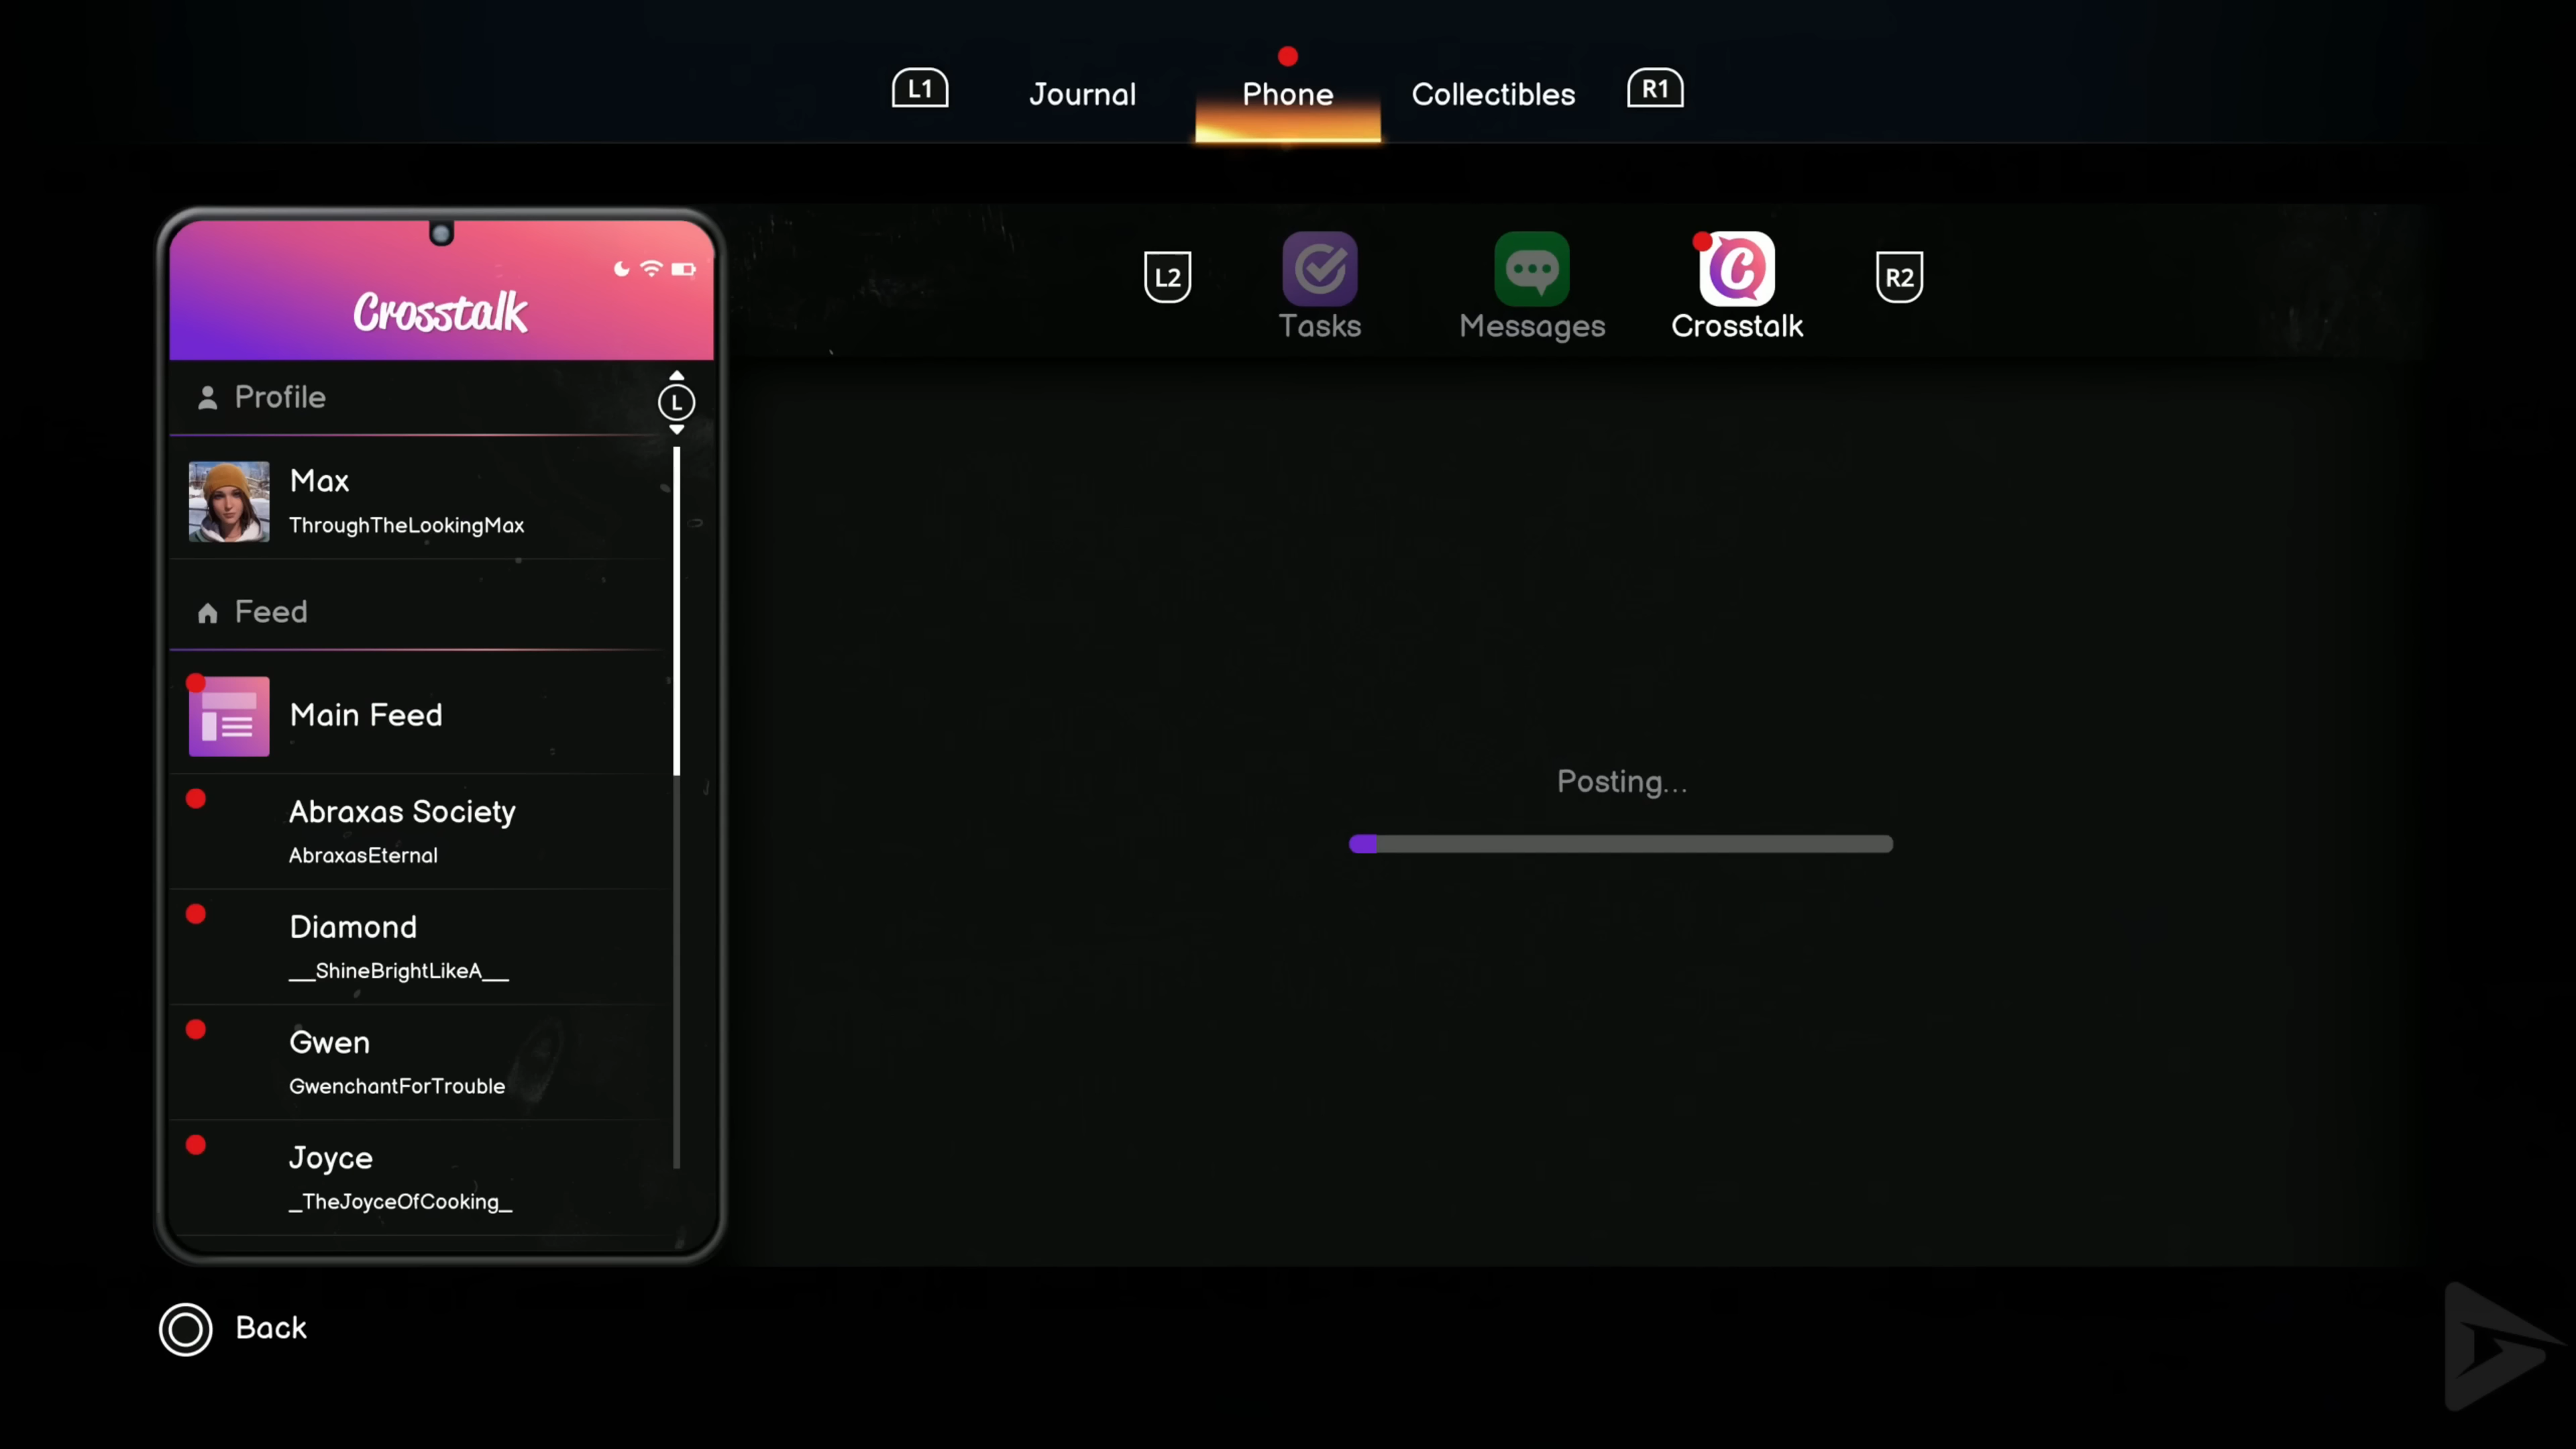 L1 Journal Phone Collectibles R1
Crosstalk
L2 Tasks Messages Crosstalk R2
Profile
L
Max
ThroughTheLookingMax
Feed
Main Feed
Posting...
Abraxas Society
AbraxasEternal
Diamond
__ShineBrightLikeA__
Gwen
GwenchantForTrouble
Joyce
_TheJoyceOfCooking_
Back